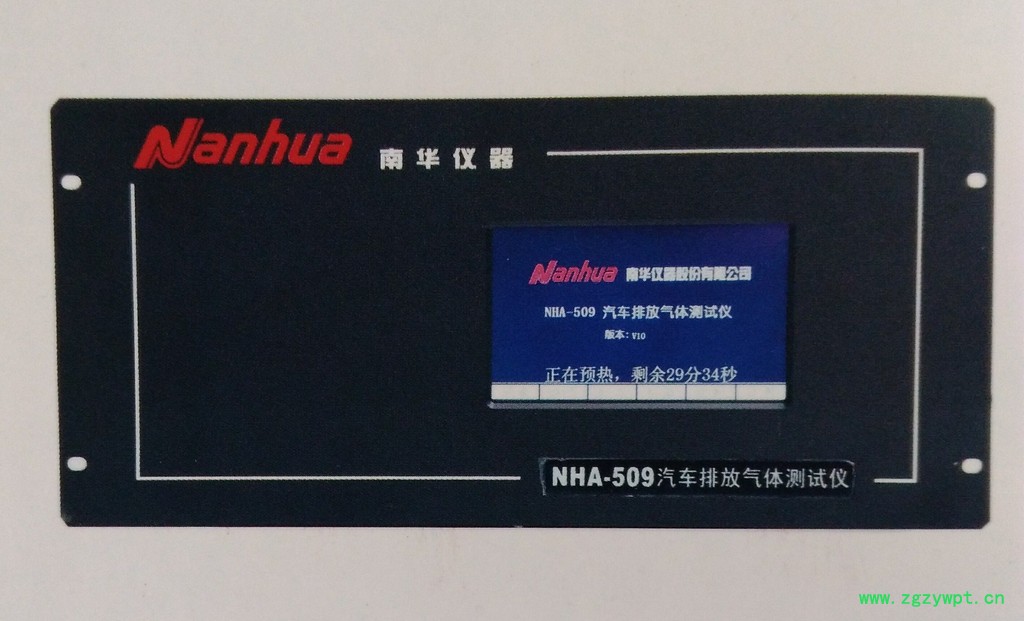 Nanhua 南华仪器
Nanhua 南华仪器股份有限公司
NHA-509 汽车排放气体测试仪
版本：V10
正在预热，剩余29分34秒
NHA-509汽车排放气体测试仪
www.zgzywpt.cn